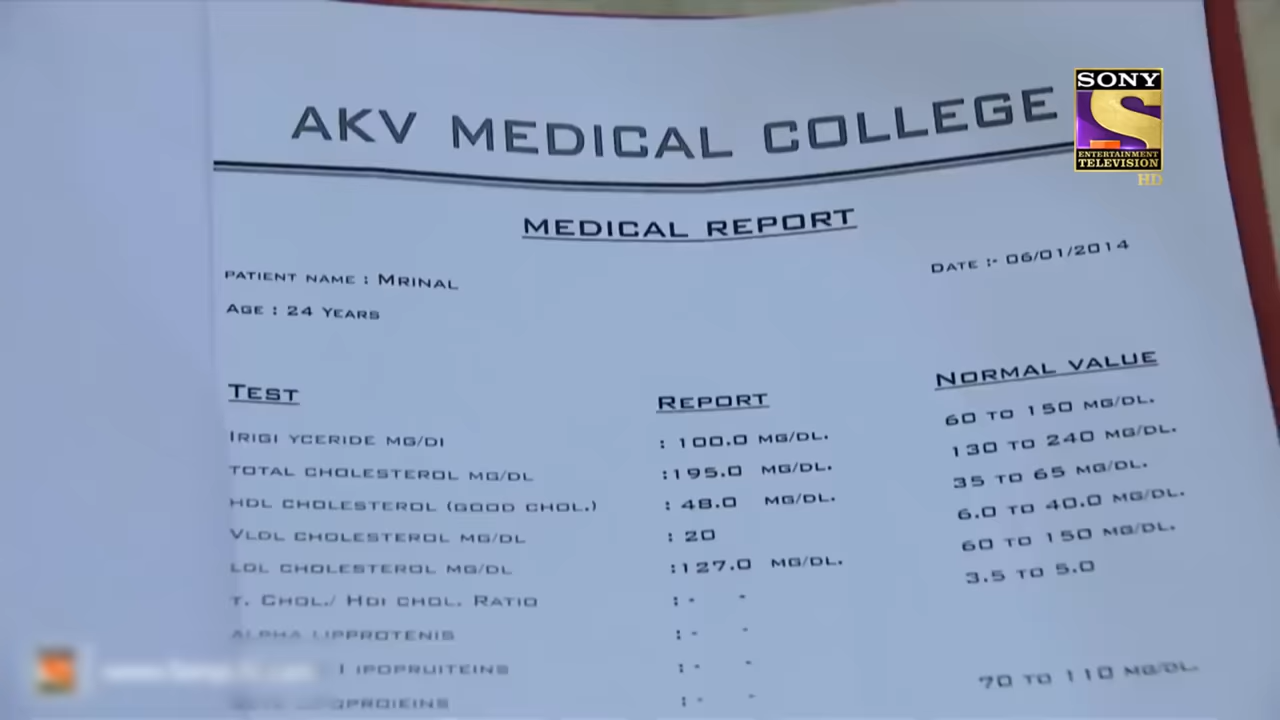 SONY
ENTERTAINMENT
TELEVISION
HD
AKV MEDICAL COLLEGE
MEDICAL REPORT
PATIENT NAME : MRINAL
DATE :- 06/01/2014
AGE : 24 YEARS
TEST REPORT NORMAL VALUE
IRIGI YCERIDE MG/DI : 100.0 MG/DL. 60 TO 150 MG/DL.
TOTAL CHOLESTEROL MG/DL :195.0 MG/DL. 130 TO 240 MG/DL.
HDL CHOLESTEROL (GOOD CHOL.) : 48.0 MG/DL. 35 TO 65 MG/DL.
VLDL CHOLESTEROL MG/DL : 20 6.0 TO 40.0 MG/DL.
LDL CHOLESTEROL MG/DL :127.0 MG/DL. 60 TO 150 MG/DL.
T. CHOL./ HDI CHOL. RATIO : - - 3.5 TO 5.0
ALPHA LIPPROTENIS : - -
LIPOPRUITEINS : - -
: - - 70 TO 110 MG/DL.